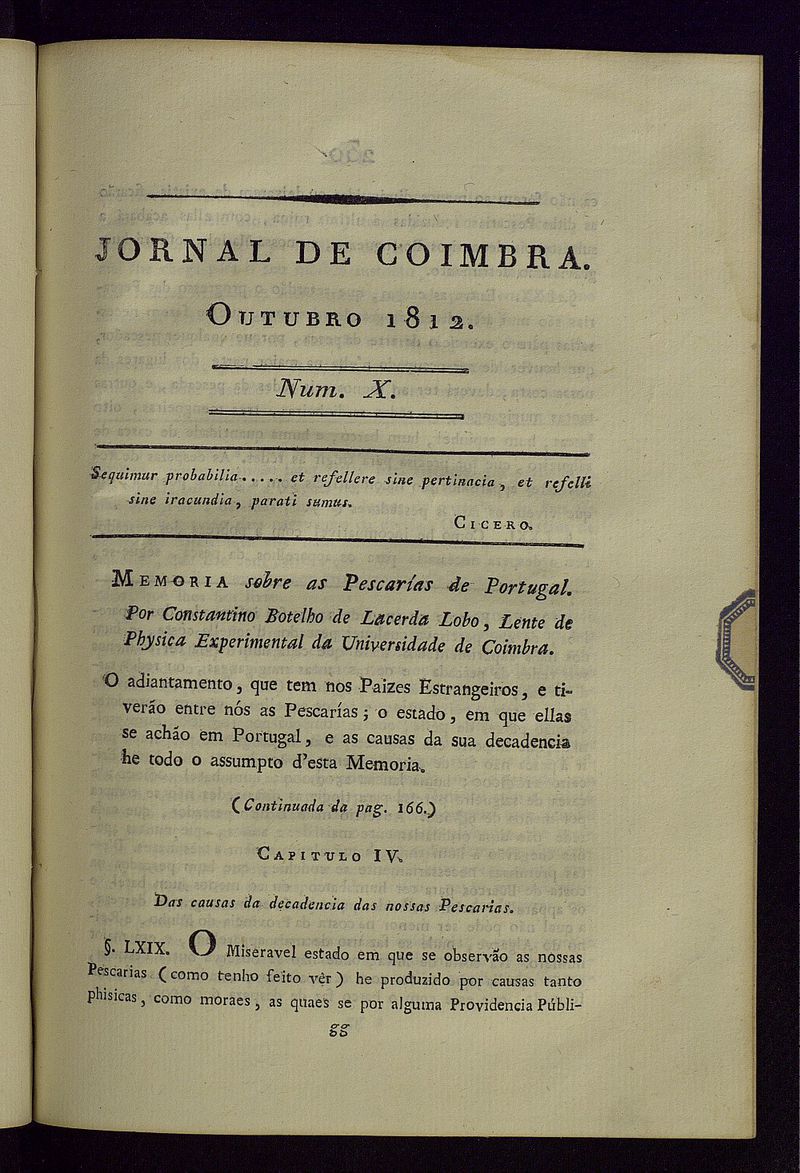 JORNAL DE COIMBRA.
OUTUBRO 1812.
Num. X.
Sequimur probabilia..... et refellere sine pertinacia, et refelli
sine iracundia, parati sumus.
CICERO.
MEMORIA sobre as Pescarías de Portugal.
Por Constantino Botelho de Lacerda Lobo, Lente de
Physica Experimental da Universidade de Coimbra.
O adiantamento, que tem nos Paizes Estrangeiros, e ti-
verão entre nós as Pescarías; o estado, em que ellas
se achão em Portugal, e as causas da sua decadencia
he todo o assumpto d'esta Memoria.
(Continuada da pag. 166.)
CAPITULO IV.
Das causas da decadencia das nossas Pescarias.
§. LXIX. O Miseravel estado em que se observão as nossas
Pescarias (como tenho feito vêr) he produzido por causas tanto
phisicas, como moraes, as quaes se por alguma Providencia Públi-
gg